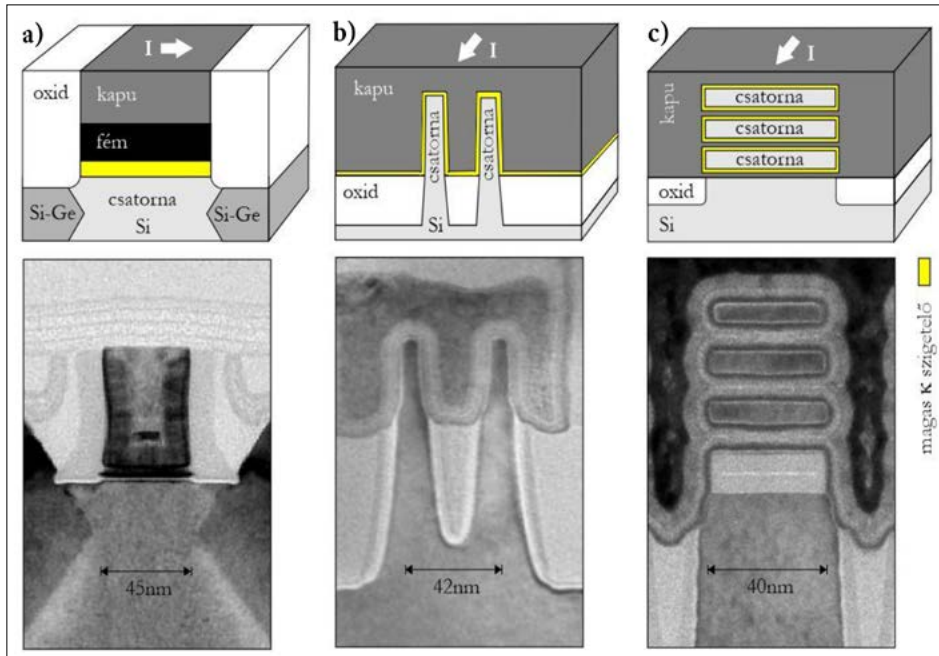 a)
I
oxid
kapu
fém
csatorna
Si
Si-Ge
Si-Ge
b)
I
kapu
csatorna
csatorna
oxid
Si
c)
I
kapu
csatorna
csatorna
csatorna
oxid
Si
45nm
42nm
40nm
magas κ szigetelő